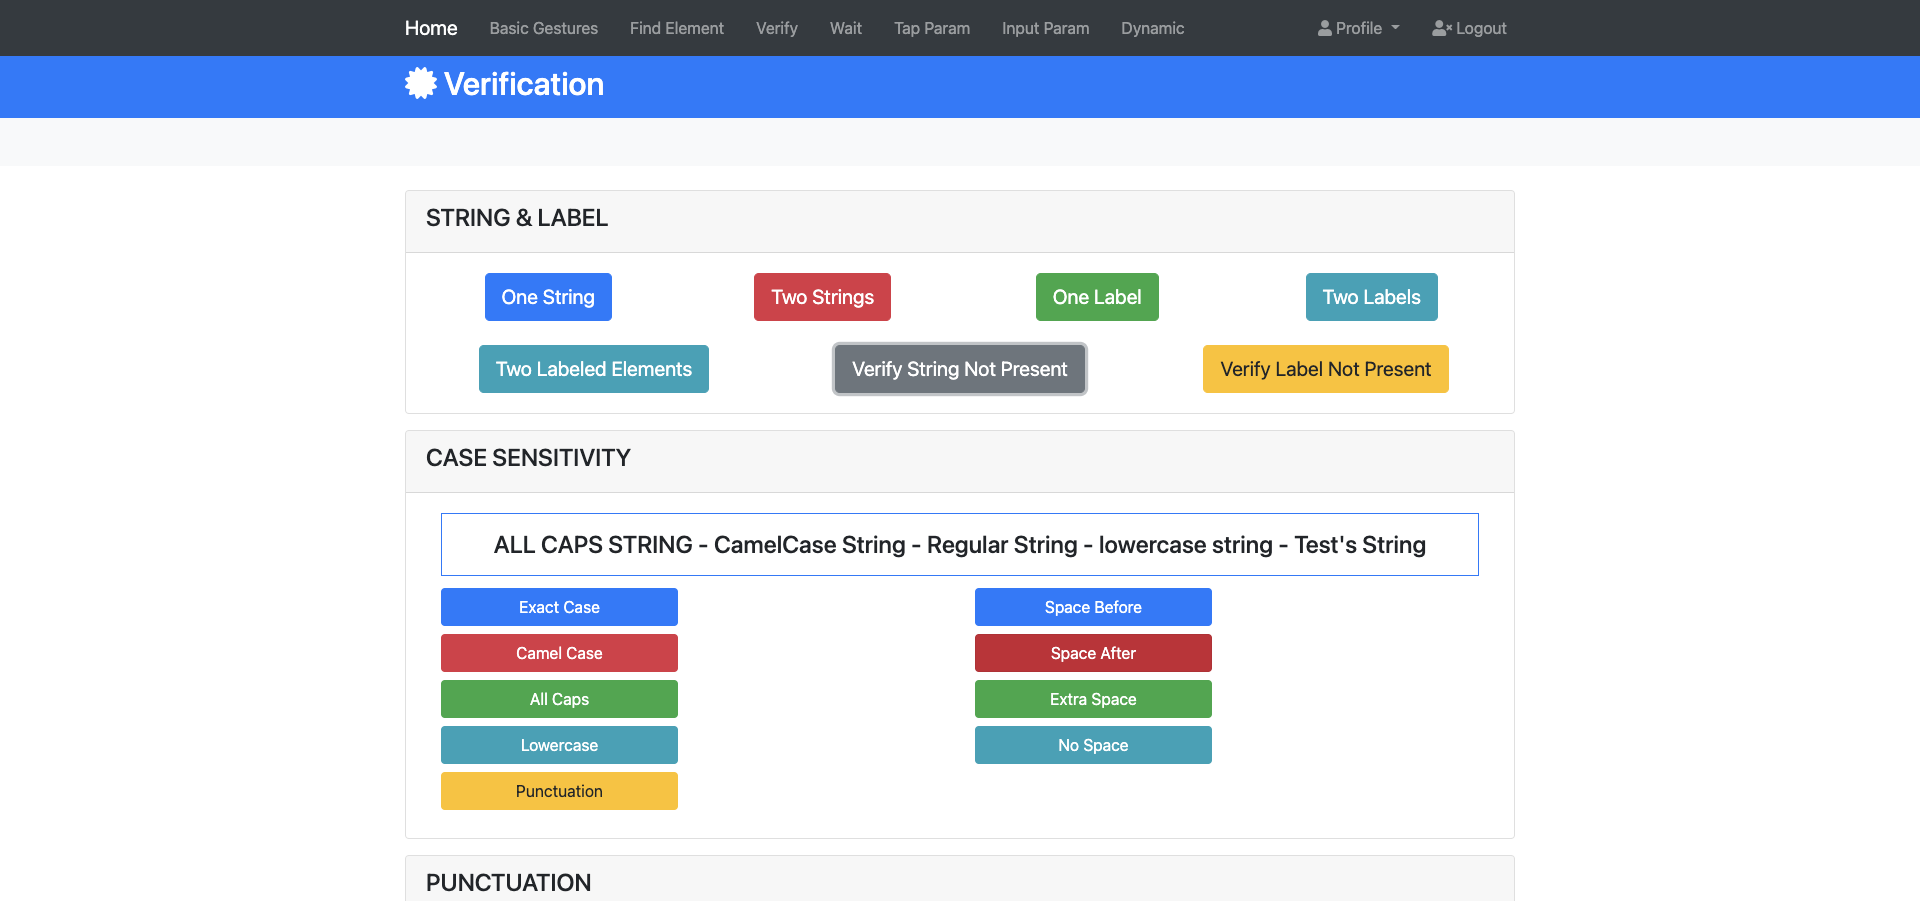 Home Basic Gestures Find Element Verify Wait Tap Param Input Param Dynamic Profile Logout
Verification
STRING & LABEL
One String Two Strings One Label Two Labels
Two Labeled Elements Verify String Not Present Verify Label Not Present
CASE SENSITIVITY
ALL CAPS STRING - CamelCase String - Regular String - lowercase string - Test's String
Exact Case Space Before
Camel Case Space After
All Caps Extra Space
Lowercase No Space
Punctuation
PUNCTUATION